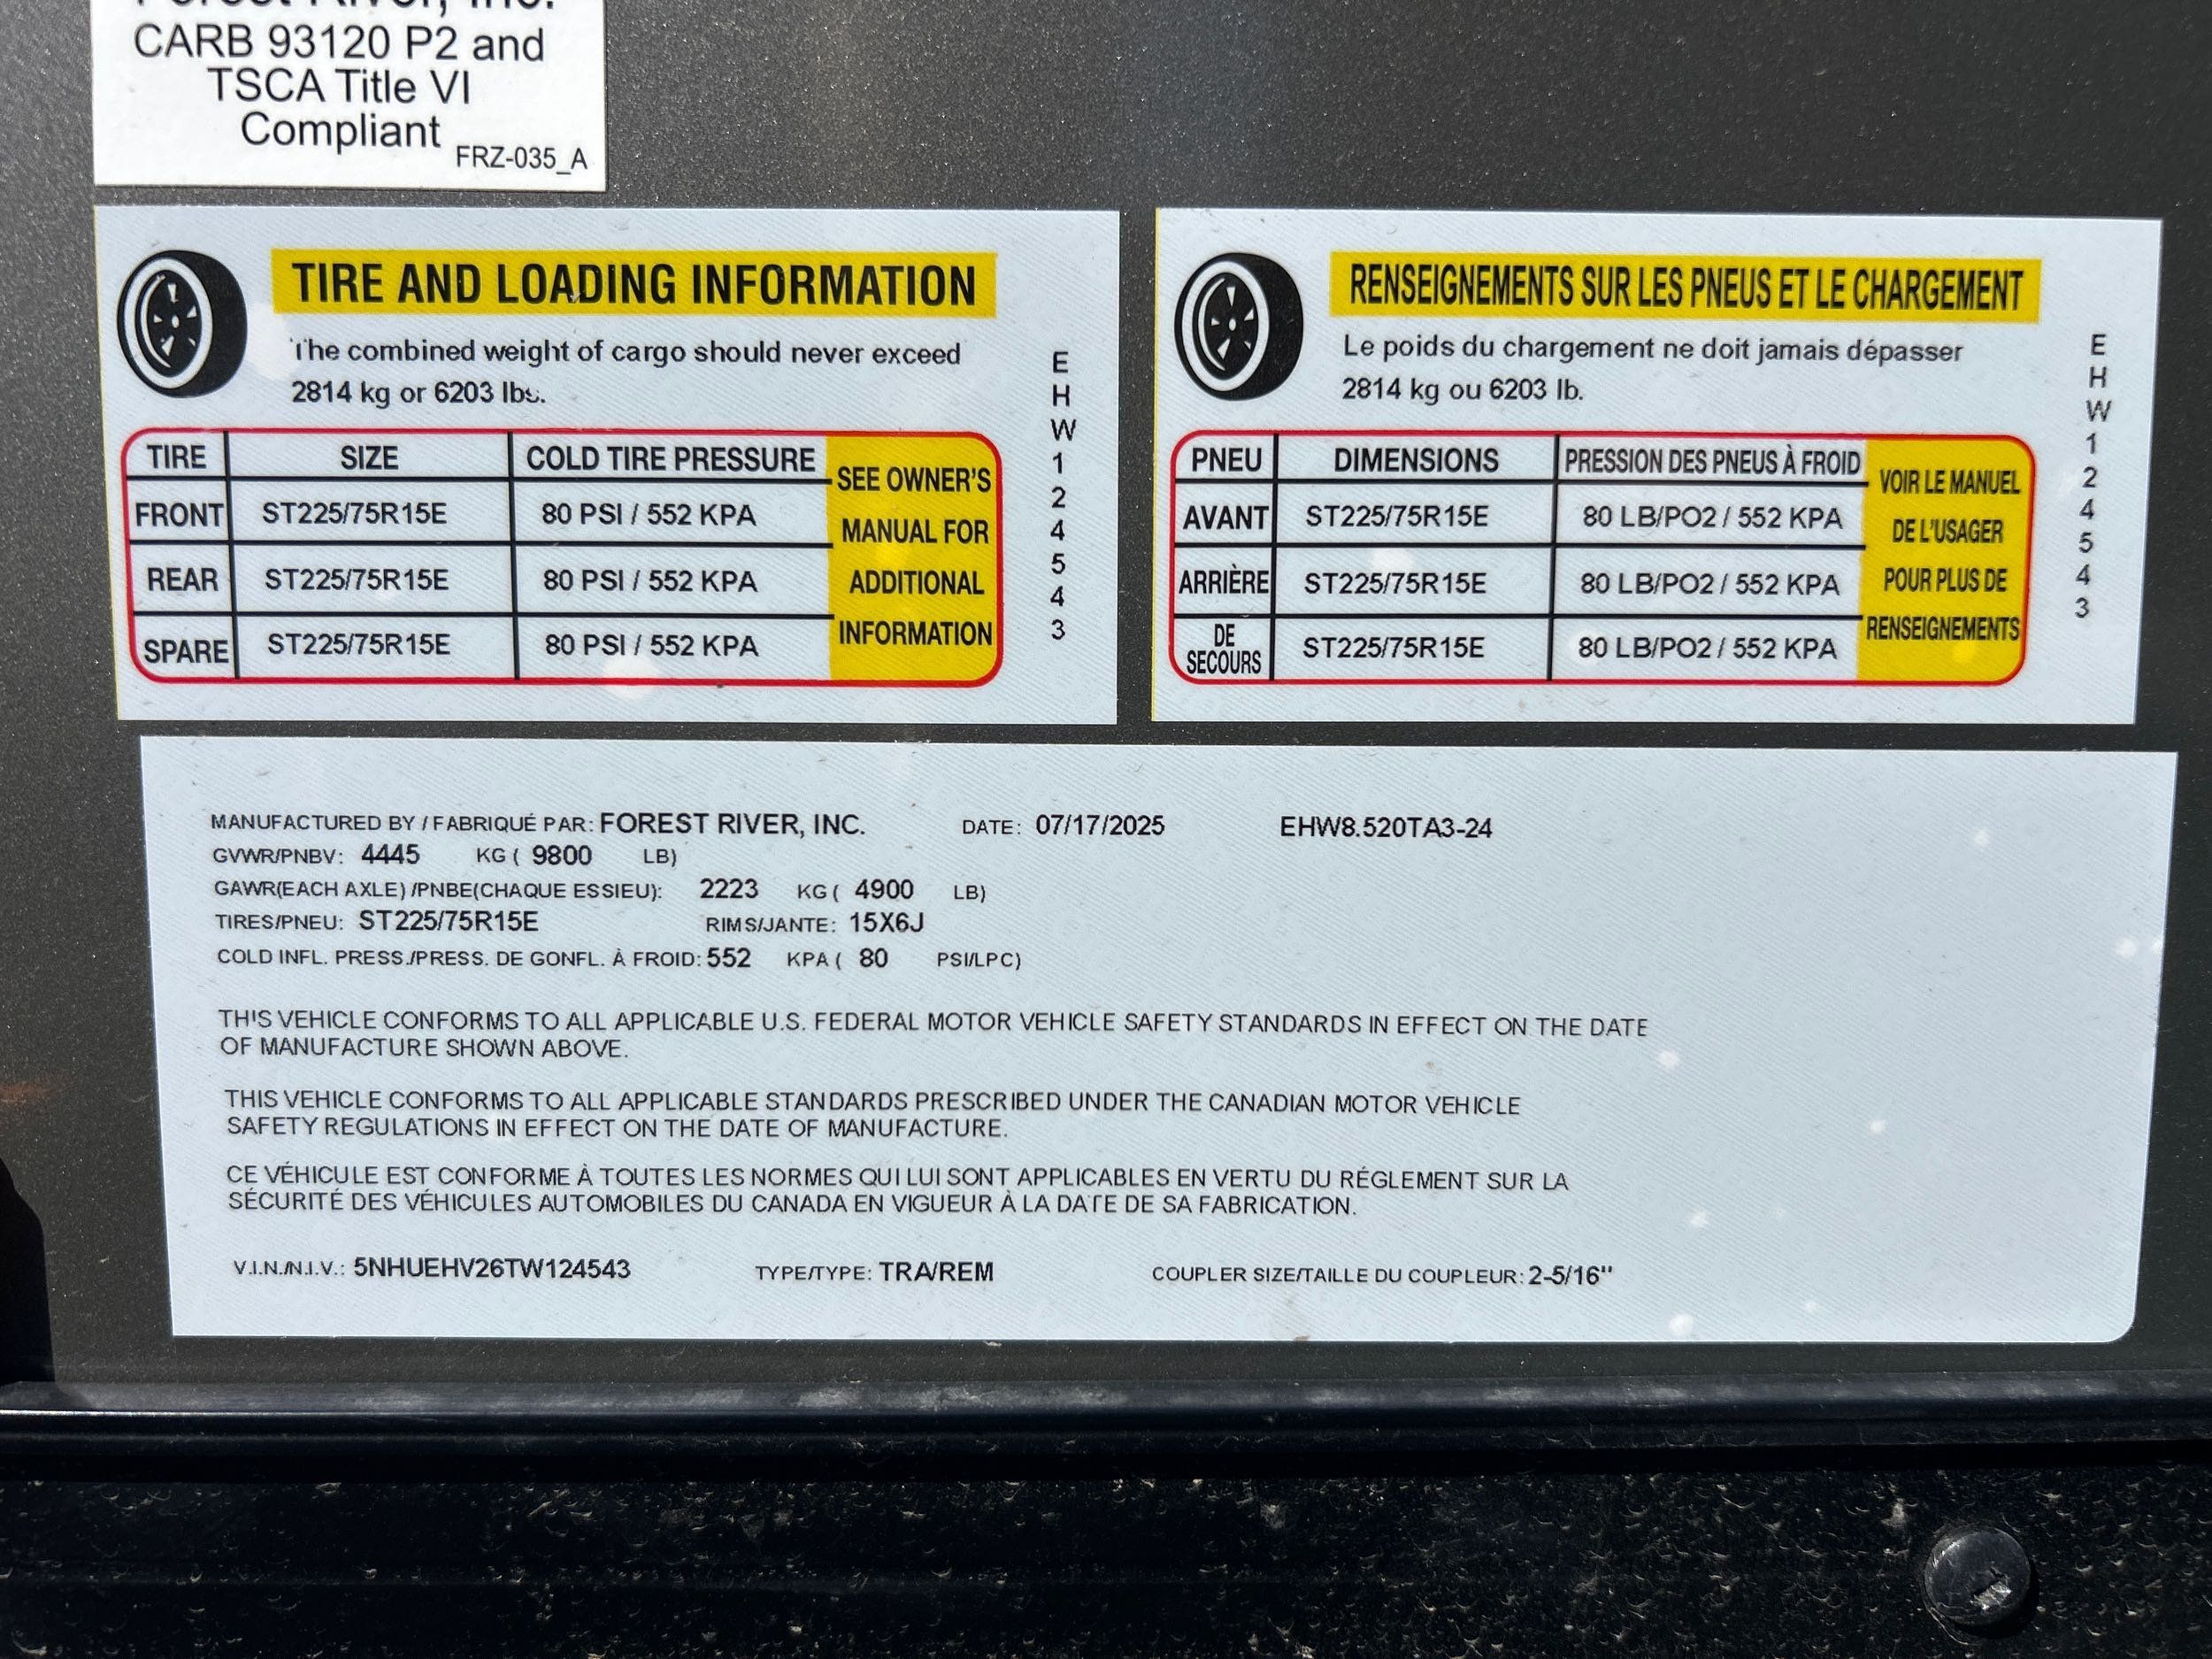 Forest River, Inc.
CARB 93120 P2 and
TSCA Title VI
Compliant
FRZ-035_A
TIRE AND LOADING INFORMATION
The combined weight of cargo should never exceed
2814 kg or 6203 lbs.
TIRE SIZE COLD TIRE PRESSURE
FRONT ST225/75R15E 80 PSI / 552 KPA
REAR ST225/75R15E 80 PSI / 552 KPA
SPARE ST225/75R15E 80 PSI / 552 KPA
SEE OWNER'S
MANUAL FOR
ADDITIONAL
INFORMATION
EHW124543
RENSEIGNEMENTS SUR LES PNEUS ET LE CHARGEMENT
Le poids du chargement ne doit jamais dépasser
2814 kg ou 6203 lb.
PNEU DIMENSIONS PRESSION DES PNEUS À FROID
AVANT ST225/75R15E 80 LB/PO2 / 552 KPA
ARRIÈRE ST225/75R15E 80 LB/PO2 / 552 KPA
DE
SECOURS ST225/75R15E 80 LB/PO2 / 552 KPA
VOIR LE MANUEL
DE L'USAGER
POUR PLUS DE
RENSEIGNEMENTS
EHW124543
MANUFACTURED BY / FABRIQUÉ PAR: FOREST RIVER, INC. DATE: 07/17/2025 EHW8.520TA3-24
GVWR/PNBV: 4445 KG ( 9800 LB)
GAWR(EACH AXLE) /PNBE(CHAQUE ESSIEU): 2223 KG ( 4900 LB)
TIRES/PNEU: ST225/75R15E RIMS/JANTE: 15X6J
COLD INFL. PRESS./PRESS. DE GONFL. À FROID: 552 KPA ( 80 PSI/LPC)
THIS VEHICLE CONFORMS TO ALL APPLICABLE U.S. FEDERAL MOTOR VEHICLE SAFETY STANDARDS IN EFFECT ON THE DATE
OF MANUFACTURE SHOWN ABOVE.
THIS VEHICLE CONFORMS TO ALL APPLICABLE STANDARDS PRESCRIBED UNDER THE CANADIAN MOTOR VEHICLE
SAFETY REGULATIONS IN EFFECT ON THE DATE OF MANUFACTURE.
CE VÉHICULE EST CONFORME À TOUTES LES NORMES QUI LUI SONT APPLICABLES EN VERTU DU RÉGLEMENT SUR LA
SÉCURITÉ DES VÉHICULES AUTOMOBILES DU CANADA EN VIGUEUR À LA DATE DE SA FABRICATION.
V.I.N./N.I.V.: 5NHUEHV26TW124543 TYPE/TYPE: TRA/REM COUPLER SIZE/TAILLE DU COUPLEUR: 2-5/16"